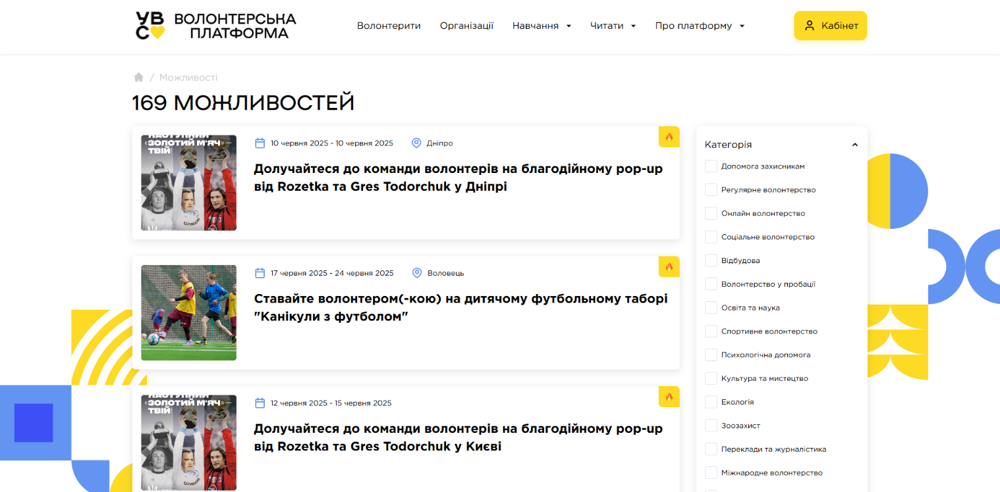 УВС
ВОЛОНТЕРСЬКА
ПЛАТФОРМА
Волонтерити
Організації
Навчання
Читати
Про платформу
Кабінет
/ Можливості
169 МОЖЛИВОСТЕЙ
«ЗОЛОТИЙ М'ЯЧ» —
ТВІЙ!
10 червня 2025 - 10 червня 2025
Дніпро
Долучайтеся до команди волонтерів на благодійному pop-up
від Rozetka та Gres Todorchuk у Дніпрі
17 червня 2025 - 24 червня 2025
Воловець
Ставайте волонтером(-кою) на дитячому футбольному таборі
"Канікули з футболом"
«ЗОЛОТИЙ М'ЯЧ» —
ТВІЙ!
12 червня 2025 - 15 червня 2025
Долучайтеся до команди волонтерів на благодійному pop-up
від Rozetka та Gres Todorchuk у Києві
Категорія
Допомога захисникам
Регулярне волонтерство
Онлайн волонтерство
Соціальне волонтерство
Відбудова
Волонтерство у пробації
Освіта та наука
Спортивне волонтерство
Психологічна допомога
Культура та мистецтво
Екологія
Зоозахист
Переклади та журналістика
Міжнародне волонтерство